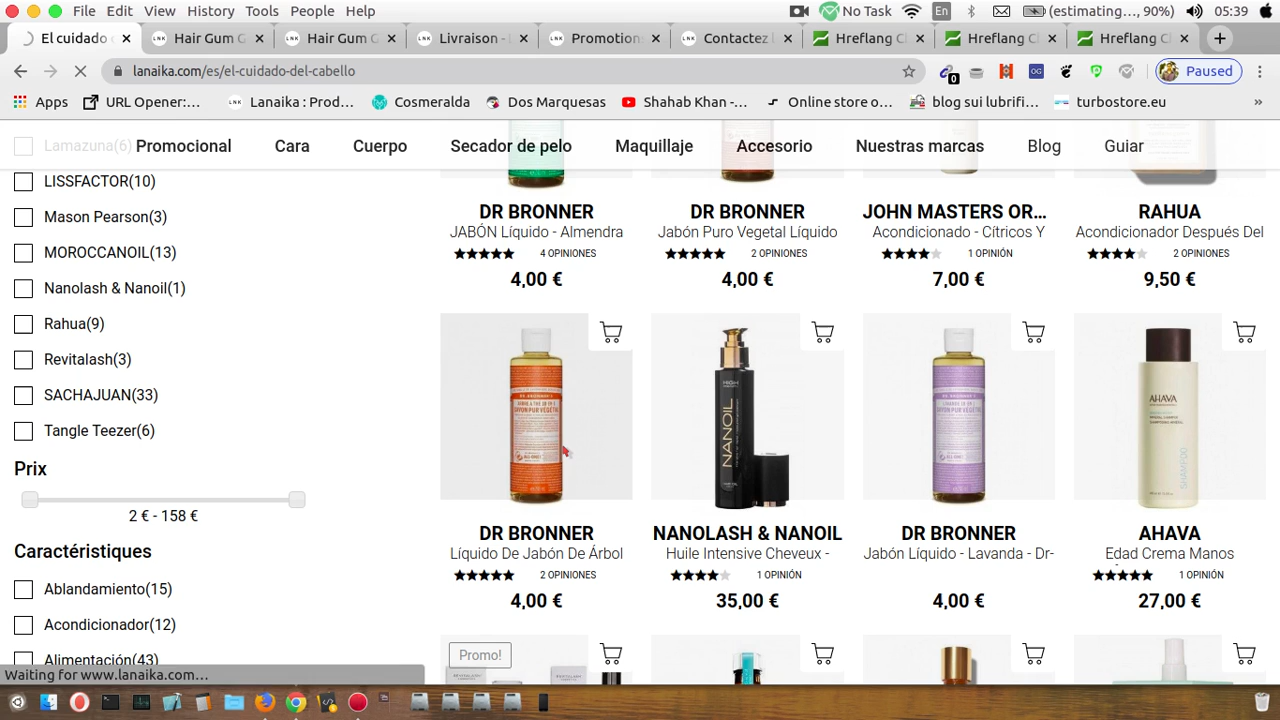 File Edit View History Tools People Help No Task En (estimating..., 90%) 05:39
El cuidado Hair Gum G Hair Gum G Livraison - L Promotion Contactez l Hreflang Cl Hreflang Cl Hreflang Cl
lanaika.com/es/el-cuidado-del-cabello 0 OG Paused
Apps URL Opener:... Lanaika : Prod... Cosmeralda Dos Marquesas Shahab Khan -... Online store o... blog sui lubrifi... turbostore.eu »
Lamazuna(6) Promocional Cara Cuerpo Secador de pelo Maquillaje Accesorio Nuestras marcas Blog Guiar
LISSFACTOR(10)
Mason Pearson(3)
MOROCCANOIL(13)
Nanolash & Nanoil(1)
Rahua(9)
Revitalash(3)
SACHAJUAN(33)
Tangle Teezer(6)
Prix
2 € - 158 €
Caractéristiques
Ablandamiento(15)
Acondicionador(12)
Alimentación(43)
DR BRONNER DR BRONNER JOHN MASTERS OR... RAHUA
JABÓN Líquido - Almendra Jabón Puro Vegetal Líquido Acondicionado - Cítricos Y Acondicionador Después Del
4 OPINIONES 2 OPINIONES 1 OPINIÓN 2 OPINIONES
4,00 € 4,00 € 7,00 € 9,50 €
NANOIL
AHAVA
SHAMPOO
DR BRONNER NANOLASH & NANOIL DR BRONNER AHAVA
Líquido De Jabón De Árbol Huile Intensive Cheveux - Jabón Líquido - Lavanda - Dr- Edad Crema Manos
2 OPINIONES 1 OPINIÓN 1 OPINIÓN
4,00 € 35,00 € 4,00 € 27,00 €
Promo!
Waiting for www.lanaika.com...